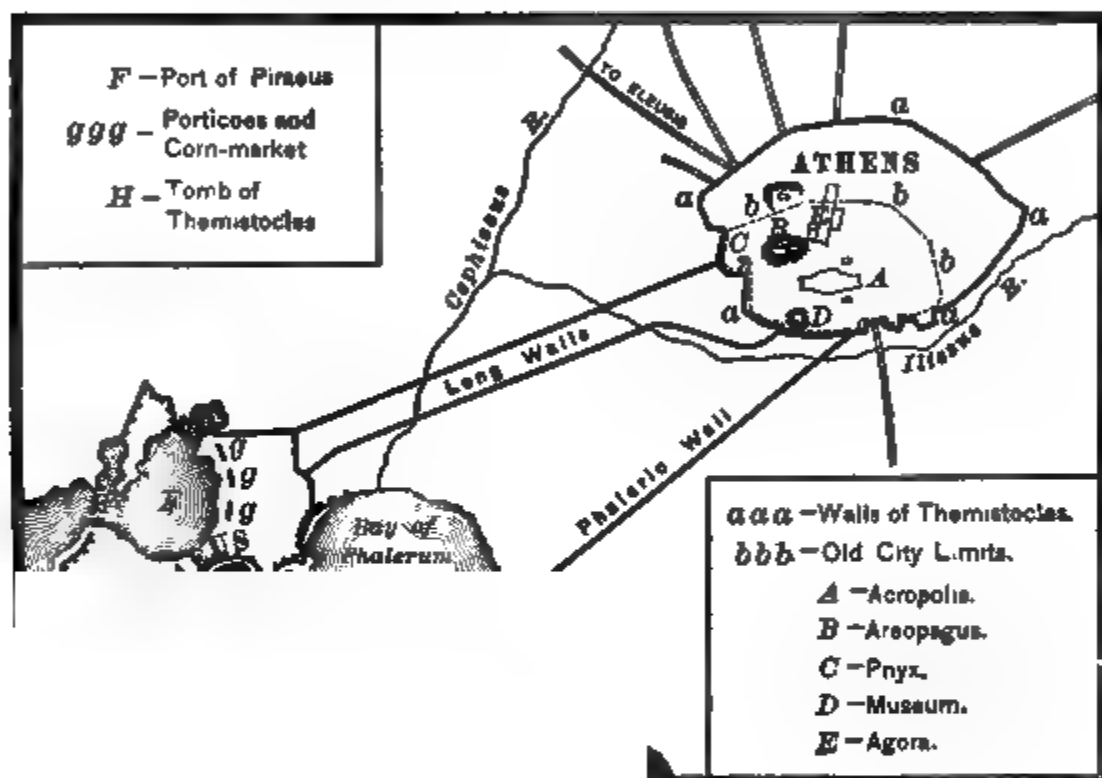 F – Port of Piraeus
ggg – Porticoes and
Corn-market
H – Tomb of
Themistocles
TO ELEUSIS
R.
Cephissus
ATHENS
a
a
a
a
a
b
b
b
B
E
C
A
D
R.
Ilissus
Long Walls
Phaleric Wall
g
g
g
F
Bay of
Phalerum
aaa – Walls of Themistocles.
bbb – Old City Limits.
A – Acropolis.
B – Areopagus.
C – Pnyx.
D – Museum.
E – Agora.